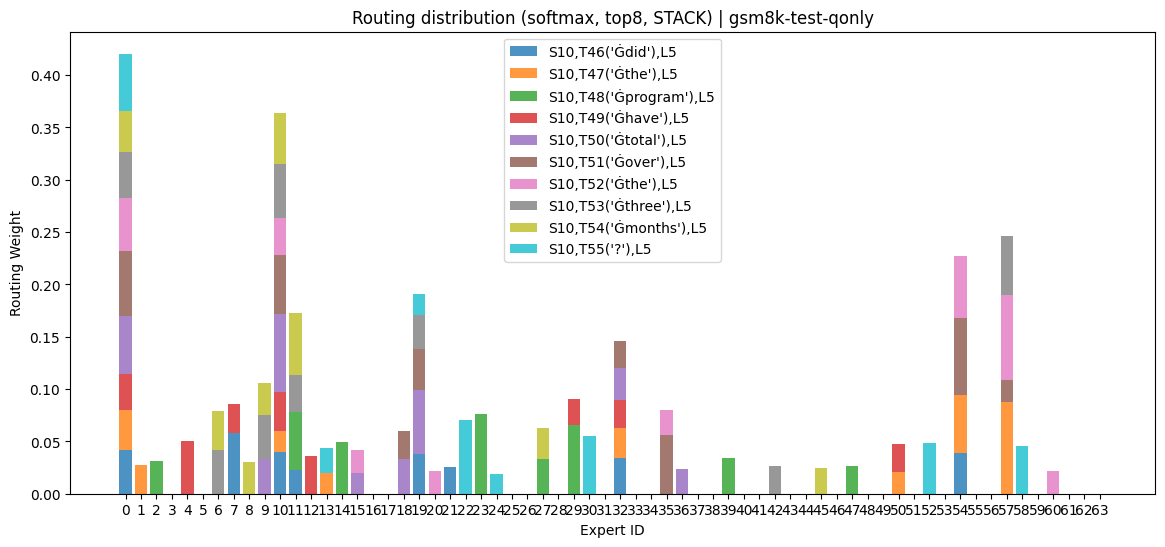 Routing distribution (softmax, top8, STACK) | gsm8k-test-qonly
S10,T46('Ġdid'),L5
S10,T47('Ġthe'),L5
S10,T48('Ġprogram'),L5
S10,T49('Ġhave'),L5
S10,T50('Ġtotal'),L5
S10,T51('Ġover'),L5
S10,T52('Ġthe'),L5
S10,T53('Ġthree'),L5
S10,T54('Ġmonths'),L5
S10,T55('?'),L5
Routing Weight
0.40
0.35
0.30
0.25
0.20
0.15
0.10
0.05
0.00
0 1 2 3 4 5 6 7 8 9 10 11 12 13 14 15 16 17 18 19 20 21 22 23 24 25 26 27 28 29 30 31 32 33 34 35 36 37 38 39 40 41 42 43 44 45 46 47 48 49 50 51 52 53 54 55 56 57 58 59 60 61 62 63
Expert ID